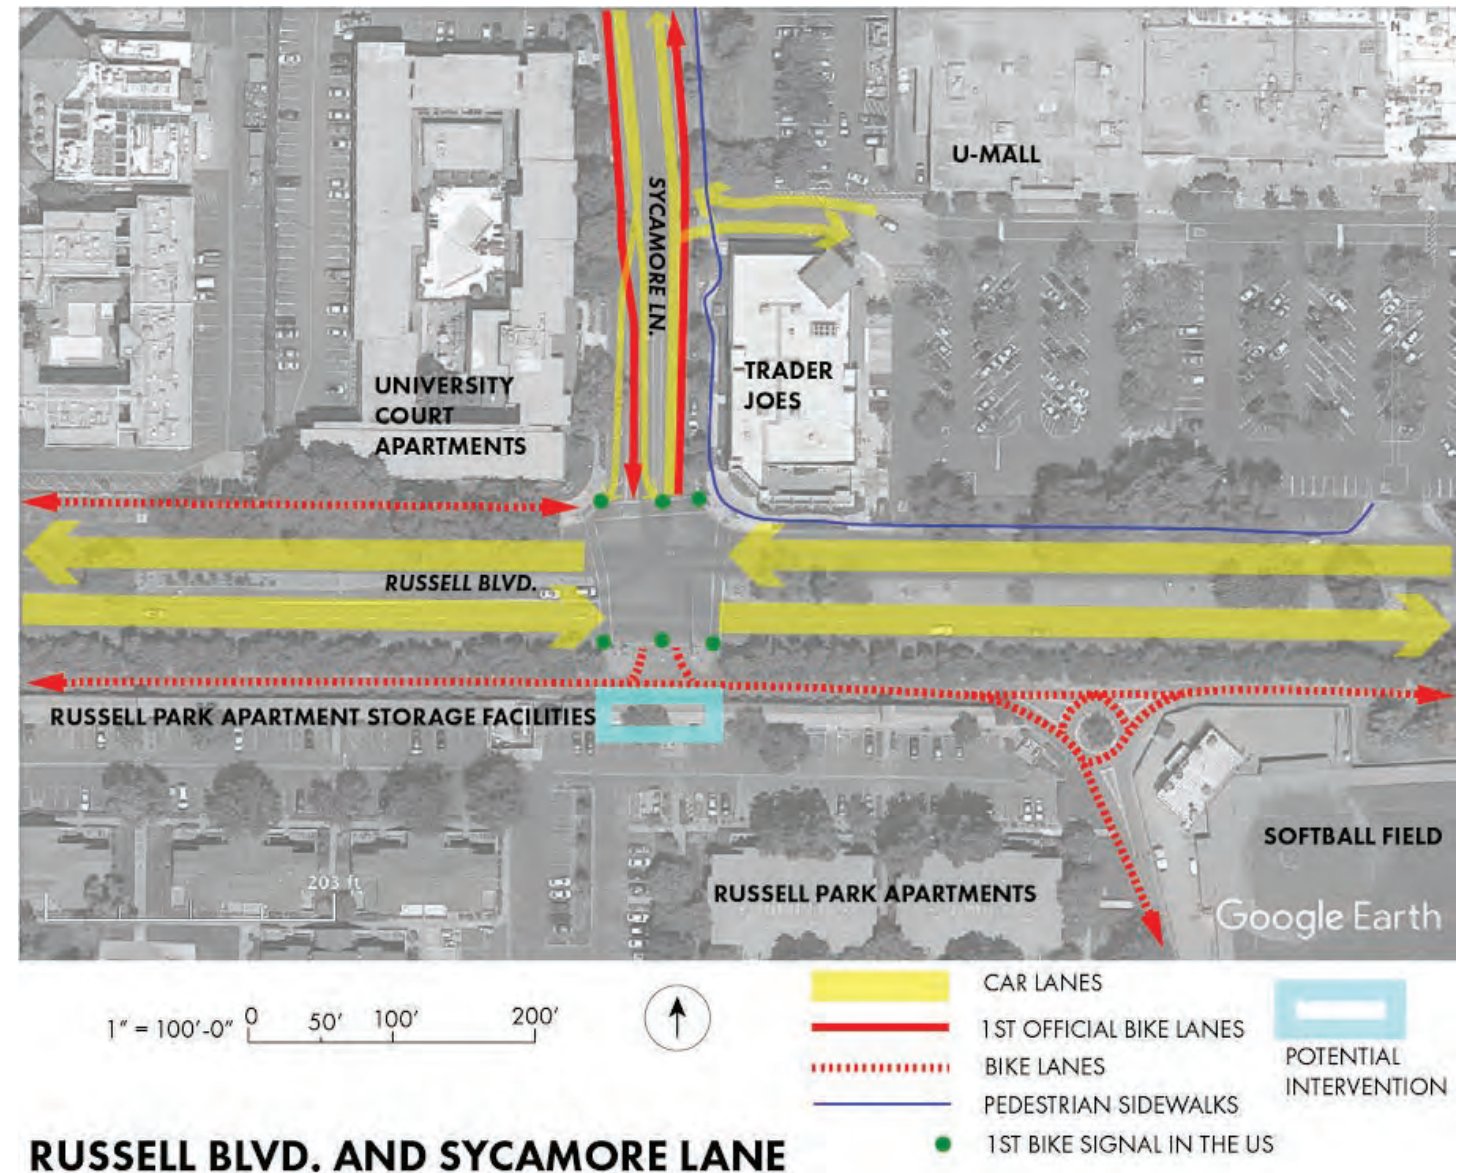 N
U-MALL
SYCAMORE LN.
TRADER
JOES
UNIVERSITY
COURT
APARTMENTS
RUSSELL BLVD.
RUSSELL PARK APARTMENT STORAGE FACILITIES
SOFTBALL FIELD
203 ft
RUSSELL PARK APARTMENTS
Google Earth
CAR LANES
1" = 100'-0" 0 50' 100' 200'
1ST OFFICIAL BIKE LANES
BIKE LANES
POTENTIAL
INTERVENTION
PEDESTRIAN SIDEWALKS
1ST BIKE SIGNAL IN THE US
RUSSELL BLVD. AND SYCAMORE LANE